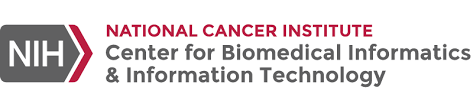 NIH
NATIONAL CANCER INSTITUTE
Center for Biomedical Informatics
& Information Technology